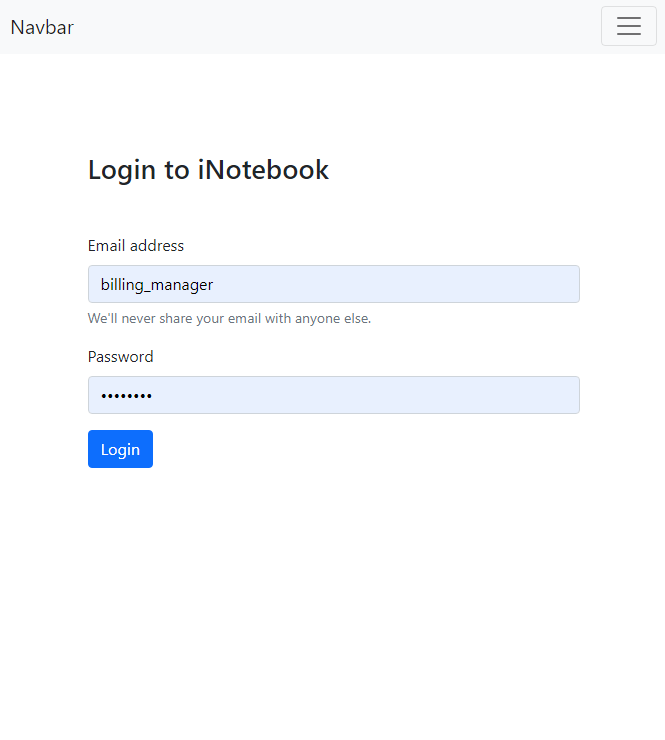 Navbar
Login to iNotebook
Email address
billing_manager
We'll never share your email with anyone else.
Password
••••••••
Login